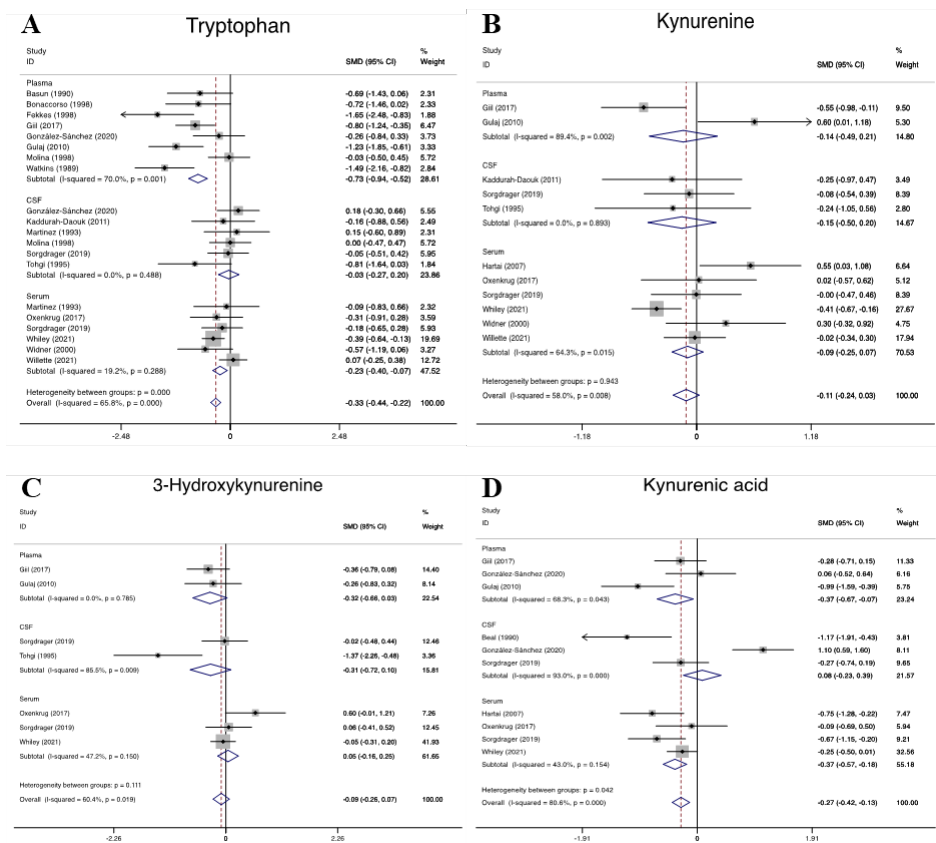 A
Tryptophan
Study
%
ID
SMD (95% CI)
Weight
Plasma
Basun (1990)
-0.69 (-1.43, 0.06)
2.31
Bonaccorso (1998)
-0.72 (-1.46, 0.02)
2.33
Fekkes (1998)
-1.65 (-2.48, -0.83)
1.88
Giil (2017)
-0.80 (-1.24, -0.35)
6.47
González-Sánchez (2020)
-0.26 (-0.84, 0.33)
3.73
Gulaj (2010)
-1.23 (-1.85, -0.61)
3.33
Molina (1998)
-0.03 (-0.50, 0.45)
5.72
Watkins (1989)
-1.49 (-2.16, -0.82)
2.84
Subtotal (I-squared = 70.0%, p = 0.001)
-0.73 (-0.94, -0.52)
28.61
CSF
González-Sánchez (2020)
0.18 (-0.30, 0.66)
5.55
Kaddurah-Daouk (2011)
-0.16 (-0.88, 0.56)
2.49
Martinez (1993)
0.15 (-0.60, 0.89)
2.31
Molina (1998)
0.00 (-0.47, 0.47)
5.72
Sorgdrager (2019)
-0.05 (-0.51, 0.42)
5.95
Tohgi (1995)
-0.81 (-1.64, 0.03)
1.84
Subtotal (I-squared = 0.0%, p = 0.488)
-0.03 (-0.27, 0.20)
23.86
Serum
Martinez (1993)
-0.09 (-0.83, 0.66)
2.32
Oxenkrug (2017)
-0.31 (-0.91, 0.28)
3.59
Sorgdrager (2019)
-0.18 (-0.65, 0.28)
5.93
Whiley (2021)
-0.39 (-0.64, -0.13)
19.69
Widner (2000)
-0.57 (-1.19, 0.06)
3.27
Willette (2021)
0.07 (-0.25, 0.38)
12.72
Subtotal (I-squared = 19.2%, p = 0.288)
-0.23 (-0.40, -0.07)
47.52
Heterogeneity between groups: p = 0.000
Overall (I-squared = 65.8%, p = 0.000)
-0.33 (-0.44, -0.22)
100.00
-2.48
0
2.48
B
Kynurenine
Study
%
ID
SMD (95% CI)
Weight
Plasma
Giil (2017)
-0.55 (-0.98, -0.11)
9.50
Gulaj (2010)
0.60 (0.01, 1.18)
5.30
Subtotal (I-squared = 89.4%, p = 0.002)
-0.14 (-0.49, 0.21)
14.80
CSF
Kaddurah-Daouk (2011)
-0.25 (-0.97, 0.47)
3.49
Sorgdrager (2019)
-0.08 (-0.54, 0.39)
8.39
Tohgi (1995)
-0.24 (-1.05, 0.56)
2.80
Subtotal (I-squared = 0.0%, p = 0.893)
-0.15 (-0.50, 0.20)
14.67
Serum
Hartai (2007)
0.55 (0.03, 1.08)
6.64
Oxenkrug (2017)
0.02 (-0.57, 0.62)
5.12
Sorgdrager (2019)
-0.00 (-0.47, 0.46)
8.39
Whiley (2021)
-0.41 (-0.67, -0.16)
27.67
Widner (2000)
0.30 (-0.32, 0.92)
4.75
Willette (2021)
-0.02 (-0.34, 0.30)
17.94
Subtotal (I-squared = 64.3%, p = 0.015)
-0.09 (-0.25, 0.07)
70.53
Heterogeneity between groups: p = 0.943
Overall (I-squared = 58.0%, p = 0.008)
-0.11 (-0.24, 0.03)
100.00
-1.18
0
1.18
C
3-Hydroxykynurenine
Study
%
ID
SMD (95% CI)
Weight
Plasma
Giil (2017)
-0.36 (-0.79, 0.08)
14.40
Gulaj (2010)
-0.26 (-0.83, 0.32)
8.14
Subtotal (I-squared = 0.0%, p = 0.785)
-0.32 (-0.66, 0.03)
22.54
CSF
Sorgdrager (2019)
-0.02 (-0.48, 0.44)
12.46
Tohgi (1995)
-1.37 (-2.26, -0.48)
3.36
Subtotal (I-squared = 85.5%, p = 0.009)
-0.31 (-0.72, 0.10)
15.81
Serum
Oxenkrug (2017)
0.60 (-0.01, 1.21)
7.26
Sorgdrager (2019)
0.06 (-0.41, 0.52)
12.45
Whiley (2021)
-0.05 (-0.31, 0.20)
41.93
Subtotal (I-squared = 47.2%, p = 0.150)
0.05 (-0.16, 0.25)
61.65
Heterogeneity between groups: p = 0.111
Overall (I-squared = 60.4%, p = 0.019)
-0.09 (-0.26, 0.07)
100.00
-2.26
0
2.26
D
Kynurenic acid
Study
%
ID
SMD (95% CI)
Weight
Plasma
Giil (2017)
-0.28 (-0.71, 0.15)
11.33
González-Sánchez (2020)
0.06 (-0.52, 0.64)
6.16
Gulaj (2010)
-0.99 (-1.59, -0.39)
5.75
Subtotal (I-squared = 68.3%, p = 0.043)
-0.37 (-0.67, -0.07)
23.24
CSF
Beal (1990)
-1.17 (-1.91, -0.43)
3.81
González-Sánchez (2020)
1.10 (0.59, 1.60)
8.11
Sorgdrager (2019)
-0.27 (-0.74, 0.19)
9.65
Subtotal (I-squared = 93.0%, p = 0.000)
0.08 (-0.23, 0.39)
21.57
Serum
Hartai (2007)
-0.75 (-1.28, -0.22)
7.47
Oxenkrug (2017)
-0.09 (-0.69, 0.50)
5.94
Sorgdrager (2019)
-0.67 (-1.15, -0.20)
9.21
Whiley (2021)
-0.25 (-0.50, 0.01)
32.56
Subtotal (I-squared = 43.0%, p = 0.154)
-0.37 (-0.57, -0.18)
55.18
Heterogeneity between groups: p = 0.042
Overall (I-squared = 80.6%, p = 0.000)
-0.27 (-0.42, -0.13)
100.00
-1.91
0
1.91